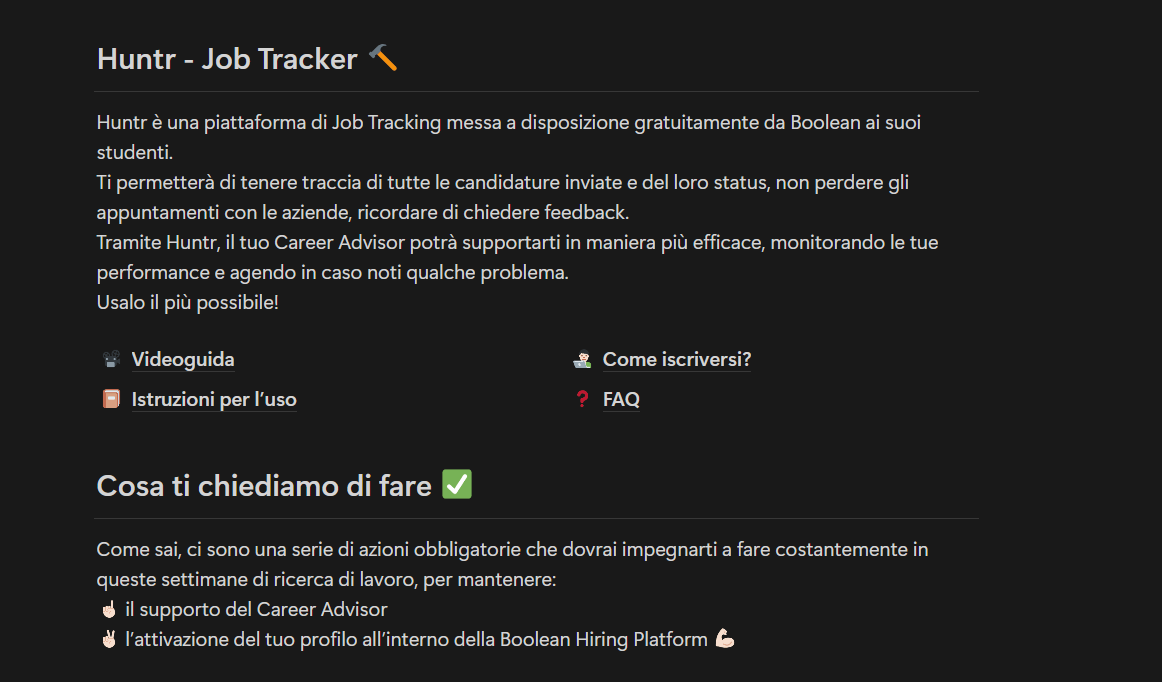 Huntr - Job Tracker 🔨
Huntr è una piattaforma di Job Tracking messa a disposizione gratuitamente da Boolean ai suoi
studenti.
Ti permetterà di tenere traccia di tutte le candidature inviate e del loro status, non perdere gli
appuntamenti con le aziende, ricordare di chiedere feedback.
Tramite Huntr, il tuo Career Advisor potrà supportarti in maniera più efficace, monitorando le tue
performance e agendo in caso noti qualche problema.
Usalo il più possibile!
Videoguida
Come iscriversi?
Istruzioni per l’uso
❓ FAQ
Cosa ti chiediamo di fare ✅
Come sai, ci sono una serie di azioni obbligatorie che dovrai impegnarti a fare costantemente in
queste settimane di ricerca di lavoro, per mantenere:
☝🏻 il supporto del Career Advisor
✌🏻 l’attivazione del tuo profilo all’interno della Boolean Hiring Platform 💪🏻